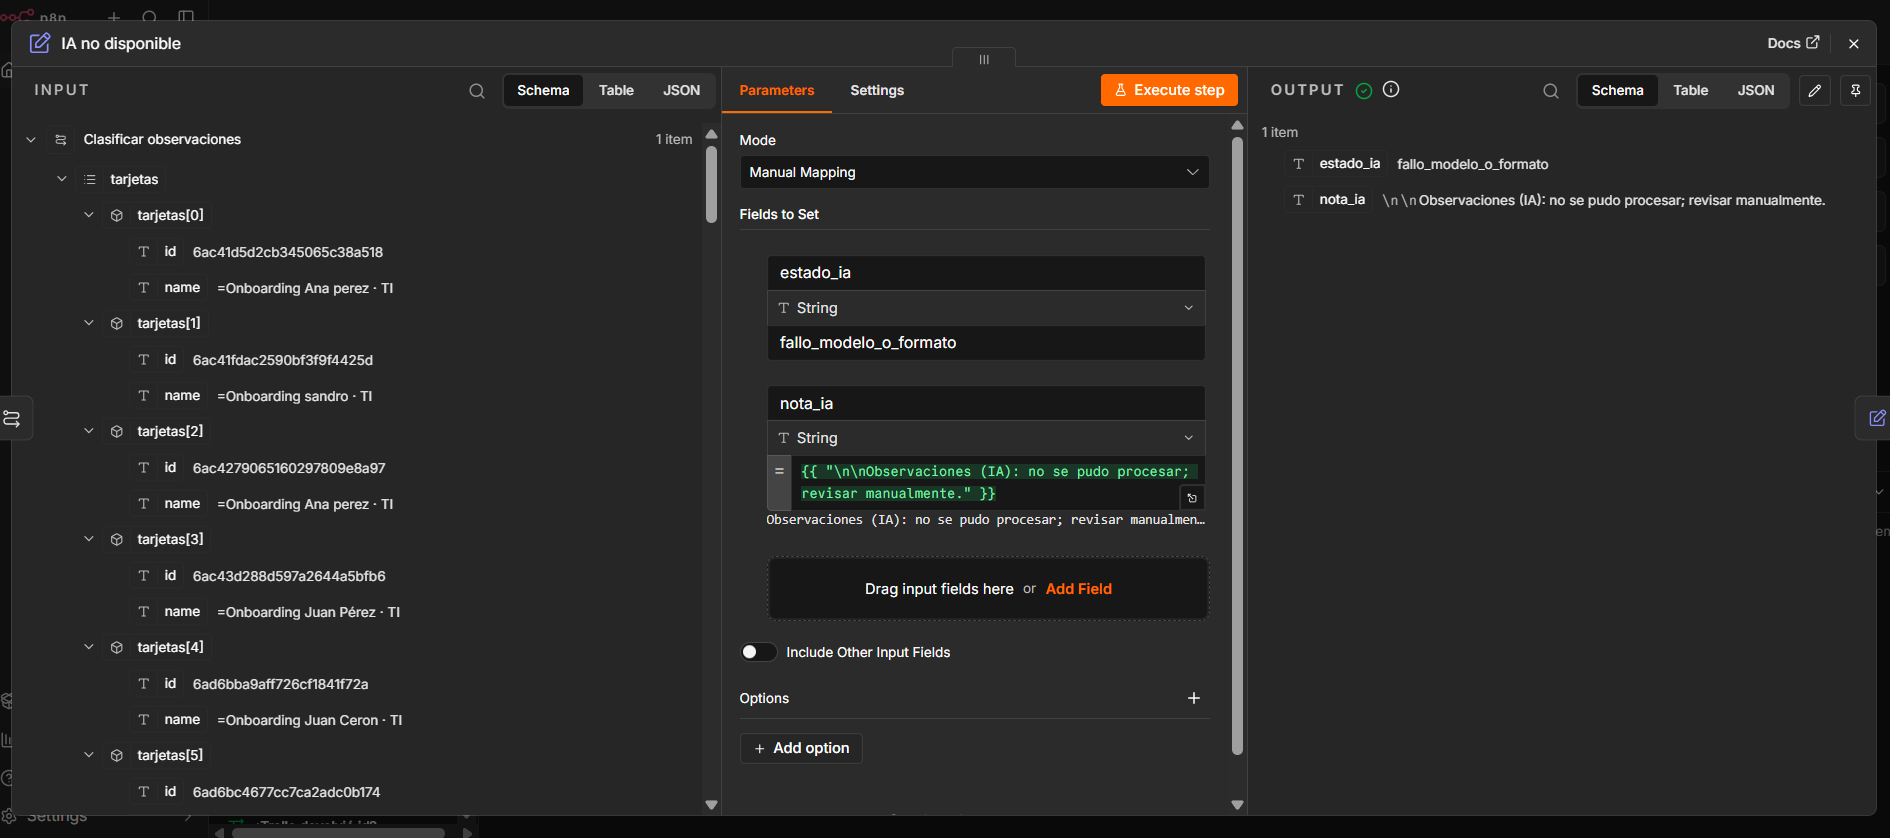 n8n
IA no disponible
Docs
INPUT
Schema
Table
JSON
Clasificar observaciones
1 item
tarjetas
tarjetas[0]
T id 6ac41d5d2cb345065c38a518
T name =Onboarding Ana perez · TI
tarjetas[1]
T id 6ac41fdac2590bf3f9f4425d
T name =Onboarding sandro · TI
tarjetas[2]
T id 6ac4279065160297809e8a97
T name =Onboarding Ana perez · TI
tarjetas[3]
T id 6ac43d288d597a2644a5bfb6
T name =Onboarding Juan Pérez · TI
tarjetas[4]
T id 6ad6bba9aff726cf1841f72a
T name =Onboarding Juan Ceron · TI
tarjetas[5]
T id 6ad6bc4677cc7ca2adc0b174
Settings
Parameters
Settings
Execute step
Mode
Manual Mapping
Fields to Set
estado_ia
T String
fallo_modelo_o_formato
nota_ia
T String
= {{ "\n\nObservaciones (IA): no se pudo procesar;
revisar manualmente." }}
Observaciones (IA): no se pudo procesar; revisar manualmen…
Drag input fields here or Add Field
Include Other Input Fields
Options
+ Add option
OUTPUT
Schema
Table
JSON
1 item
T estado_ia fallo_modelo_o_formato
T nota_ia \n\nObservaciones (IA): no se pudo procesar; revisar manualmente.